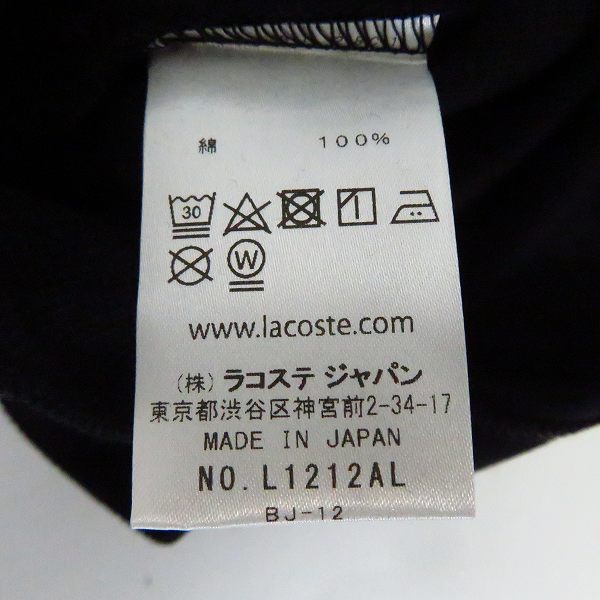 綿 100%
30
W
www.lacoste.com
(株) ラコステ ジャパン
東京都渋谷区神宮前2-34-17
MADE IN JAPAN
NO. L1212AL
BJ-12